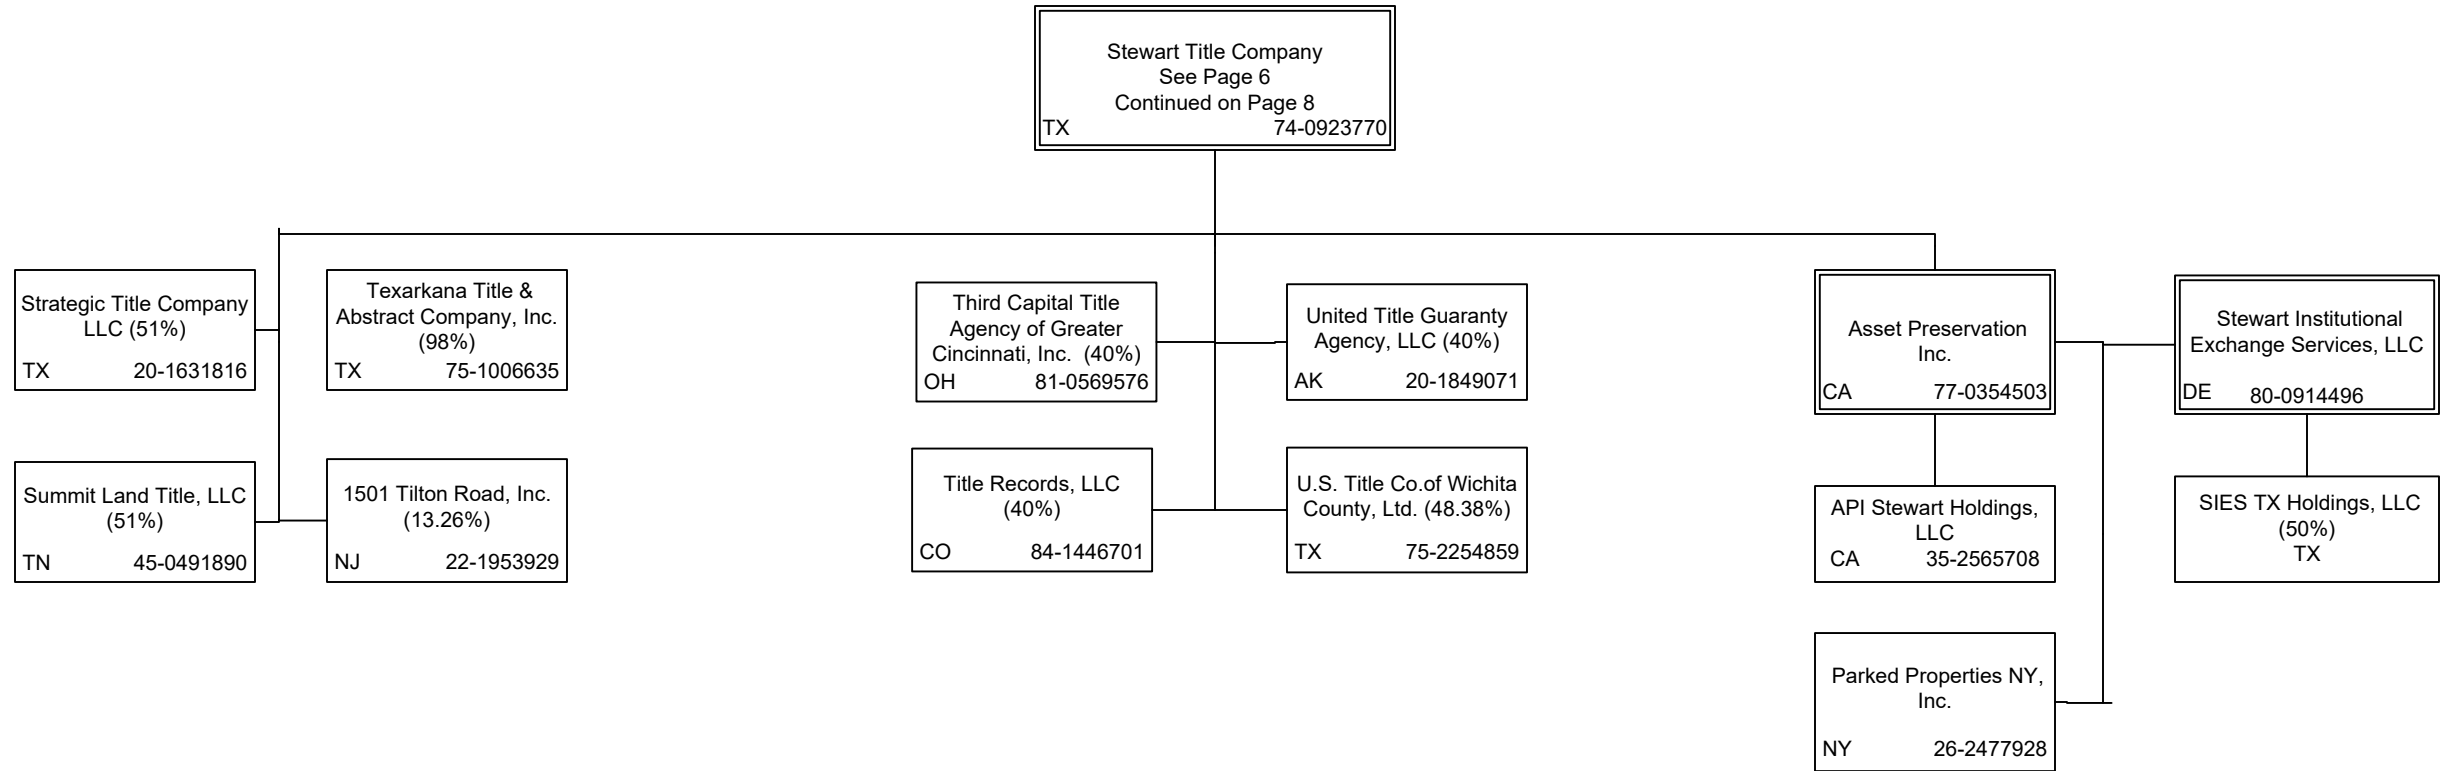 Stewart Title Company
See Page 6
Continued on Page 8
TX 74-0923770
Strategic Title Company
LLC (51%)
TX 20-1631816
Texarkana Title &
Abstract Company, Inc.
(98%)
TX 75-1006635
Third Capital Title
Agency of Greater
Cincinnati, Inc. (40%)
OH 81-0569576
United Title Guaranty
Agency, LLC (40%)
AK 20-1849071
Asset Preservation
Inc.
CA 77-0354503
Stewart Institutional
Exchange Services, LLC
DE 80-0914496
Summit Land Title, LLC
(51%)
TN 45-0491890
1501 Tilton Road, Inc.
(13.26%)
NJ 22-1953929
Title Records, LLC
(40%)
CO 84-1446701
U.S. Title Co.of Wichita
County, Ltd. (48.38%)
TX 75-2254859
API Stewart Holdings,
LLC
CA 35-2565708
SIES TX Holdings, LLC
(50%)
TX
Parked Properties NY,
Inc.
NY 26-2477928